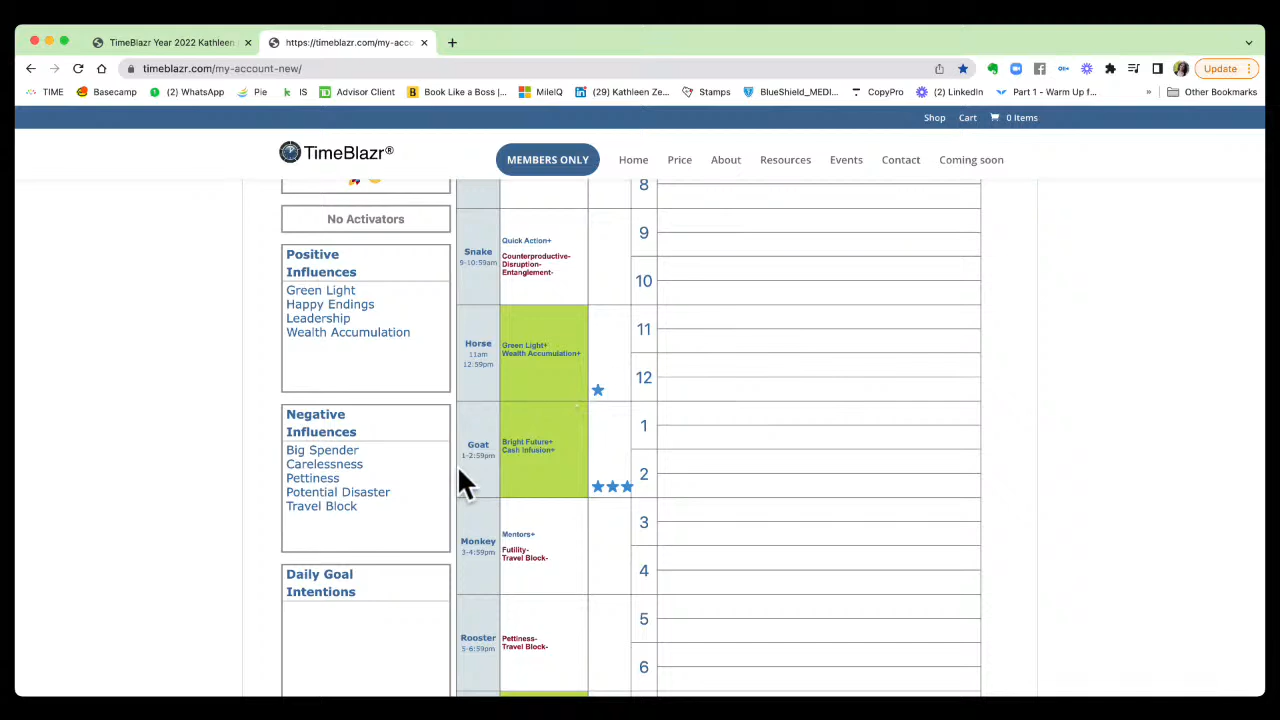 TimeBlazr Year 2022 Kathleen
https://timeblazr.com/my-acco
timeblazr.com/my-account-new/
Update
TIME
Basecamp
(2) WhatsApp
Pie
IS
Advisor Client
Book Like a Boss |...
MileIQ
(29) Kathleen Ze...
Stamps
BlueShield_MEDI...
CopyPro
(2) LinkedIn
Part 1 - Warm Up f...
»
Other Bookmarks
Shop
Cart
0 Items
TimeBlazr®
MEMBERS ONLY
Home
Price
About
Resources
Events
Contact
Coming soon
No Activators
Positive
Influences
Green Light
Happy Endings
Leadership
Wealth Accumulation
Negative
Influences
Big Spender
Carelessness
Pettiness
Potential Disaster
Travel Block
Daily Goal
Intentions
Snake
9-10:59am
Quick Action+
Counterproductive-
Disruption-
Entanglement-
Horse
11am
12:59pm
Green Light+
Wealth Accumulation+
Goat
1-2:59pm
Bright Future+
Cash Infusion+
Monkey
3-4:59pm
Mentors+
Futility-
Travel Block-
Rooster
5-6:59pm
Pettiness-
Travel Block-
8
9
10
11
12
1
2
3
4
5
6